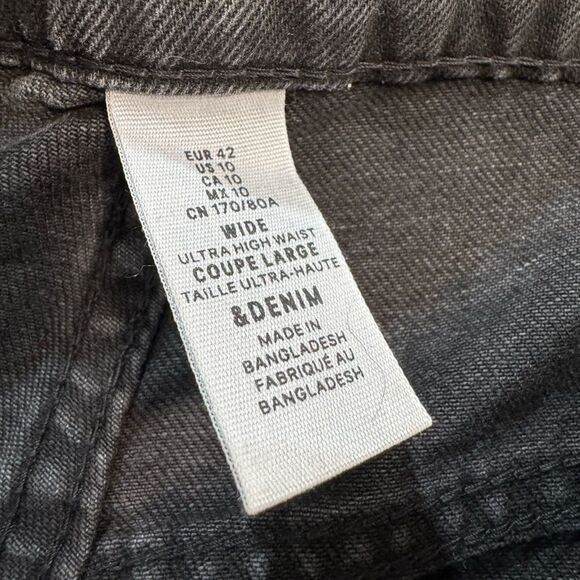 EUR 42
US 10
CA 10
MX 10
CN 170/80A
WIDE
ULTRA HIGH WAIST
COUPE LARGE
TAILLE ULTRA-HAUTE
&DENIM
MADE IN
BANGLADESH
FABRIQUÉ AU
BANGLADESH